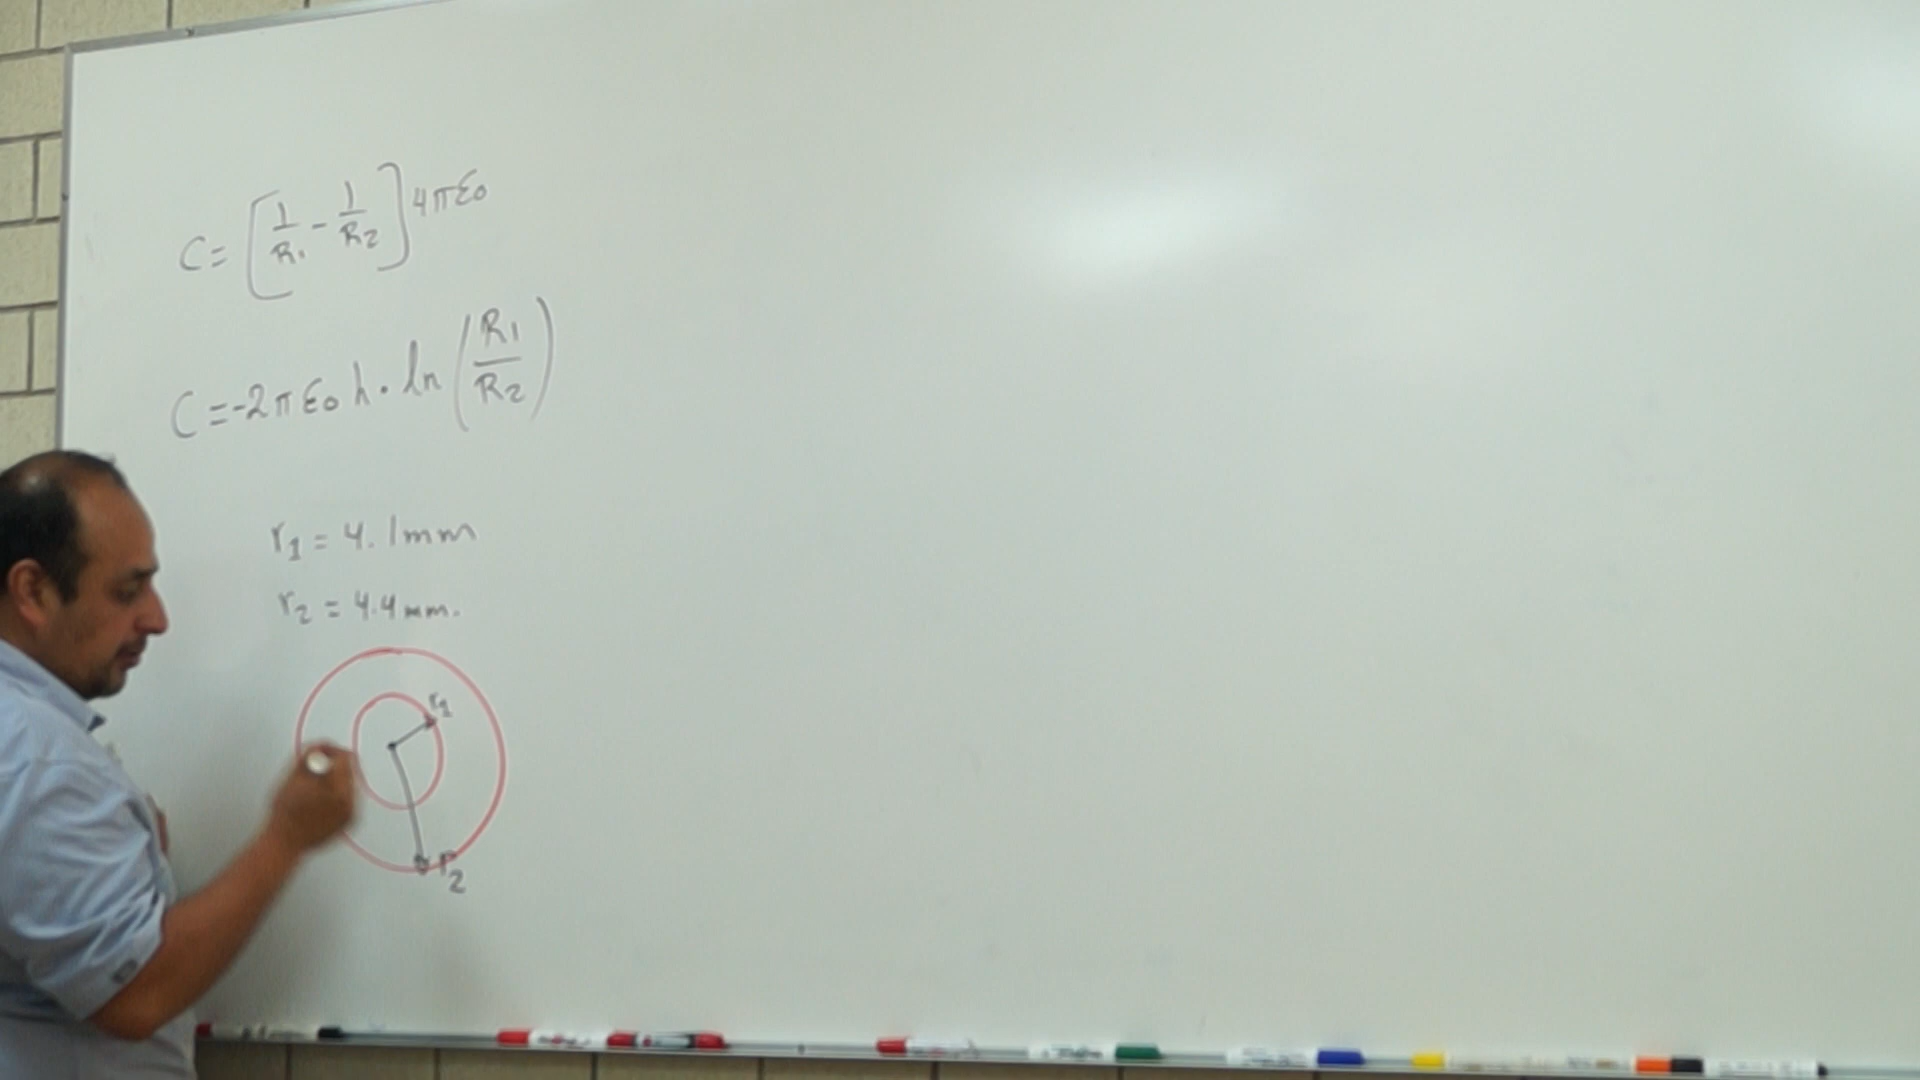 C = [1/R1 - 1/R2] 4πε0
C = -2πε0 h · ln (R1/R2)
r1 = 4.1mm
r2 = 4.4mm.
r1
r2